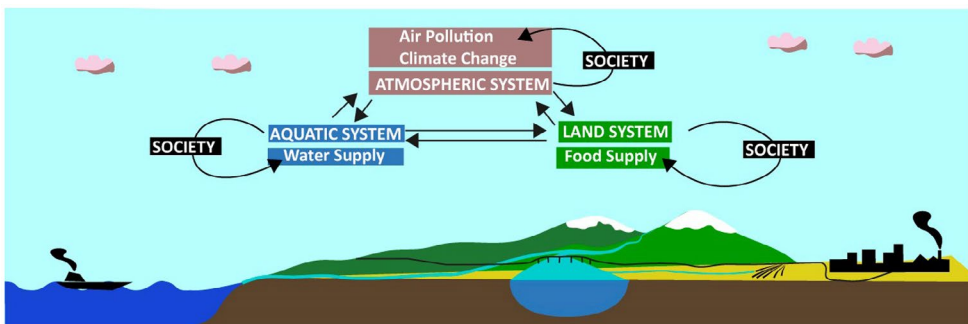 Air Pollution
Climate Change
SOCIETY
ATMOSPHERIC SYSTEM
AQUATIC SYSTEM
Water Supply
SOCIETY
LAND SYSTEM
Food Supply
SOCIETY